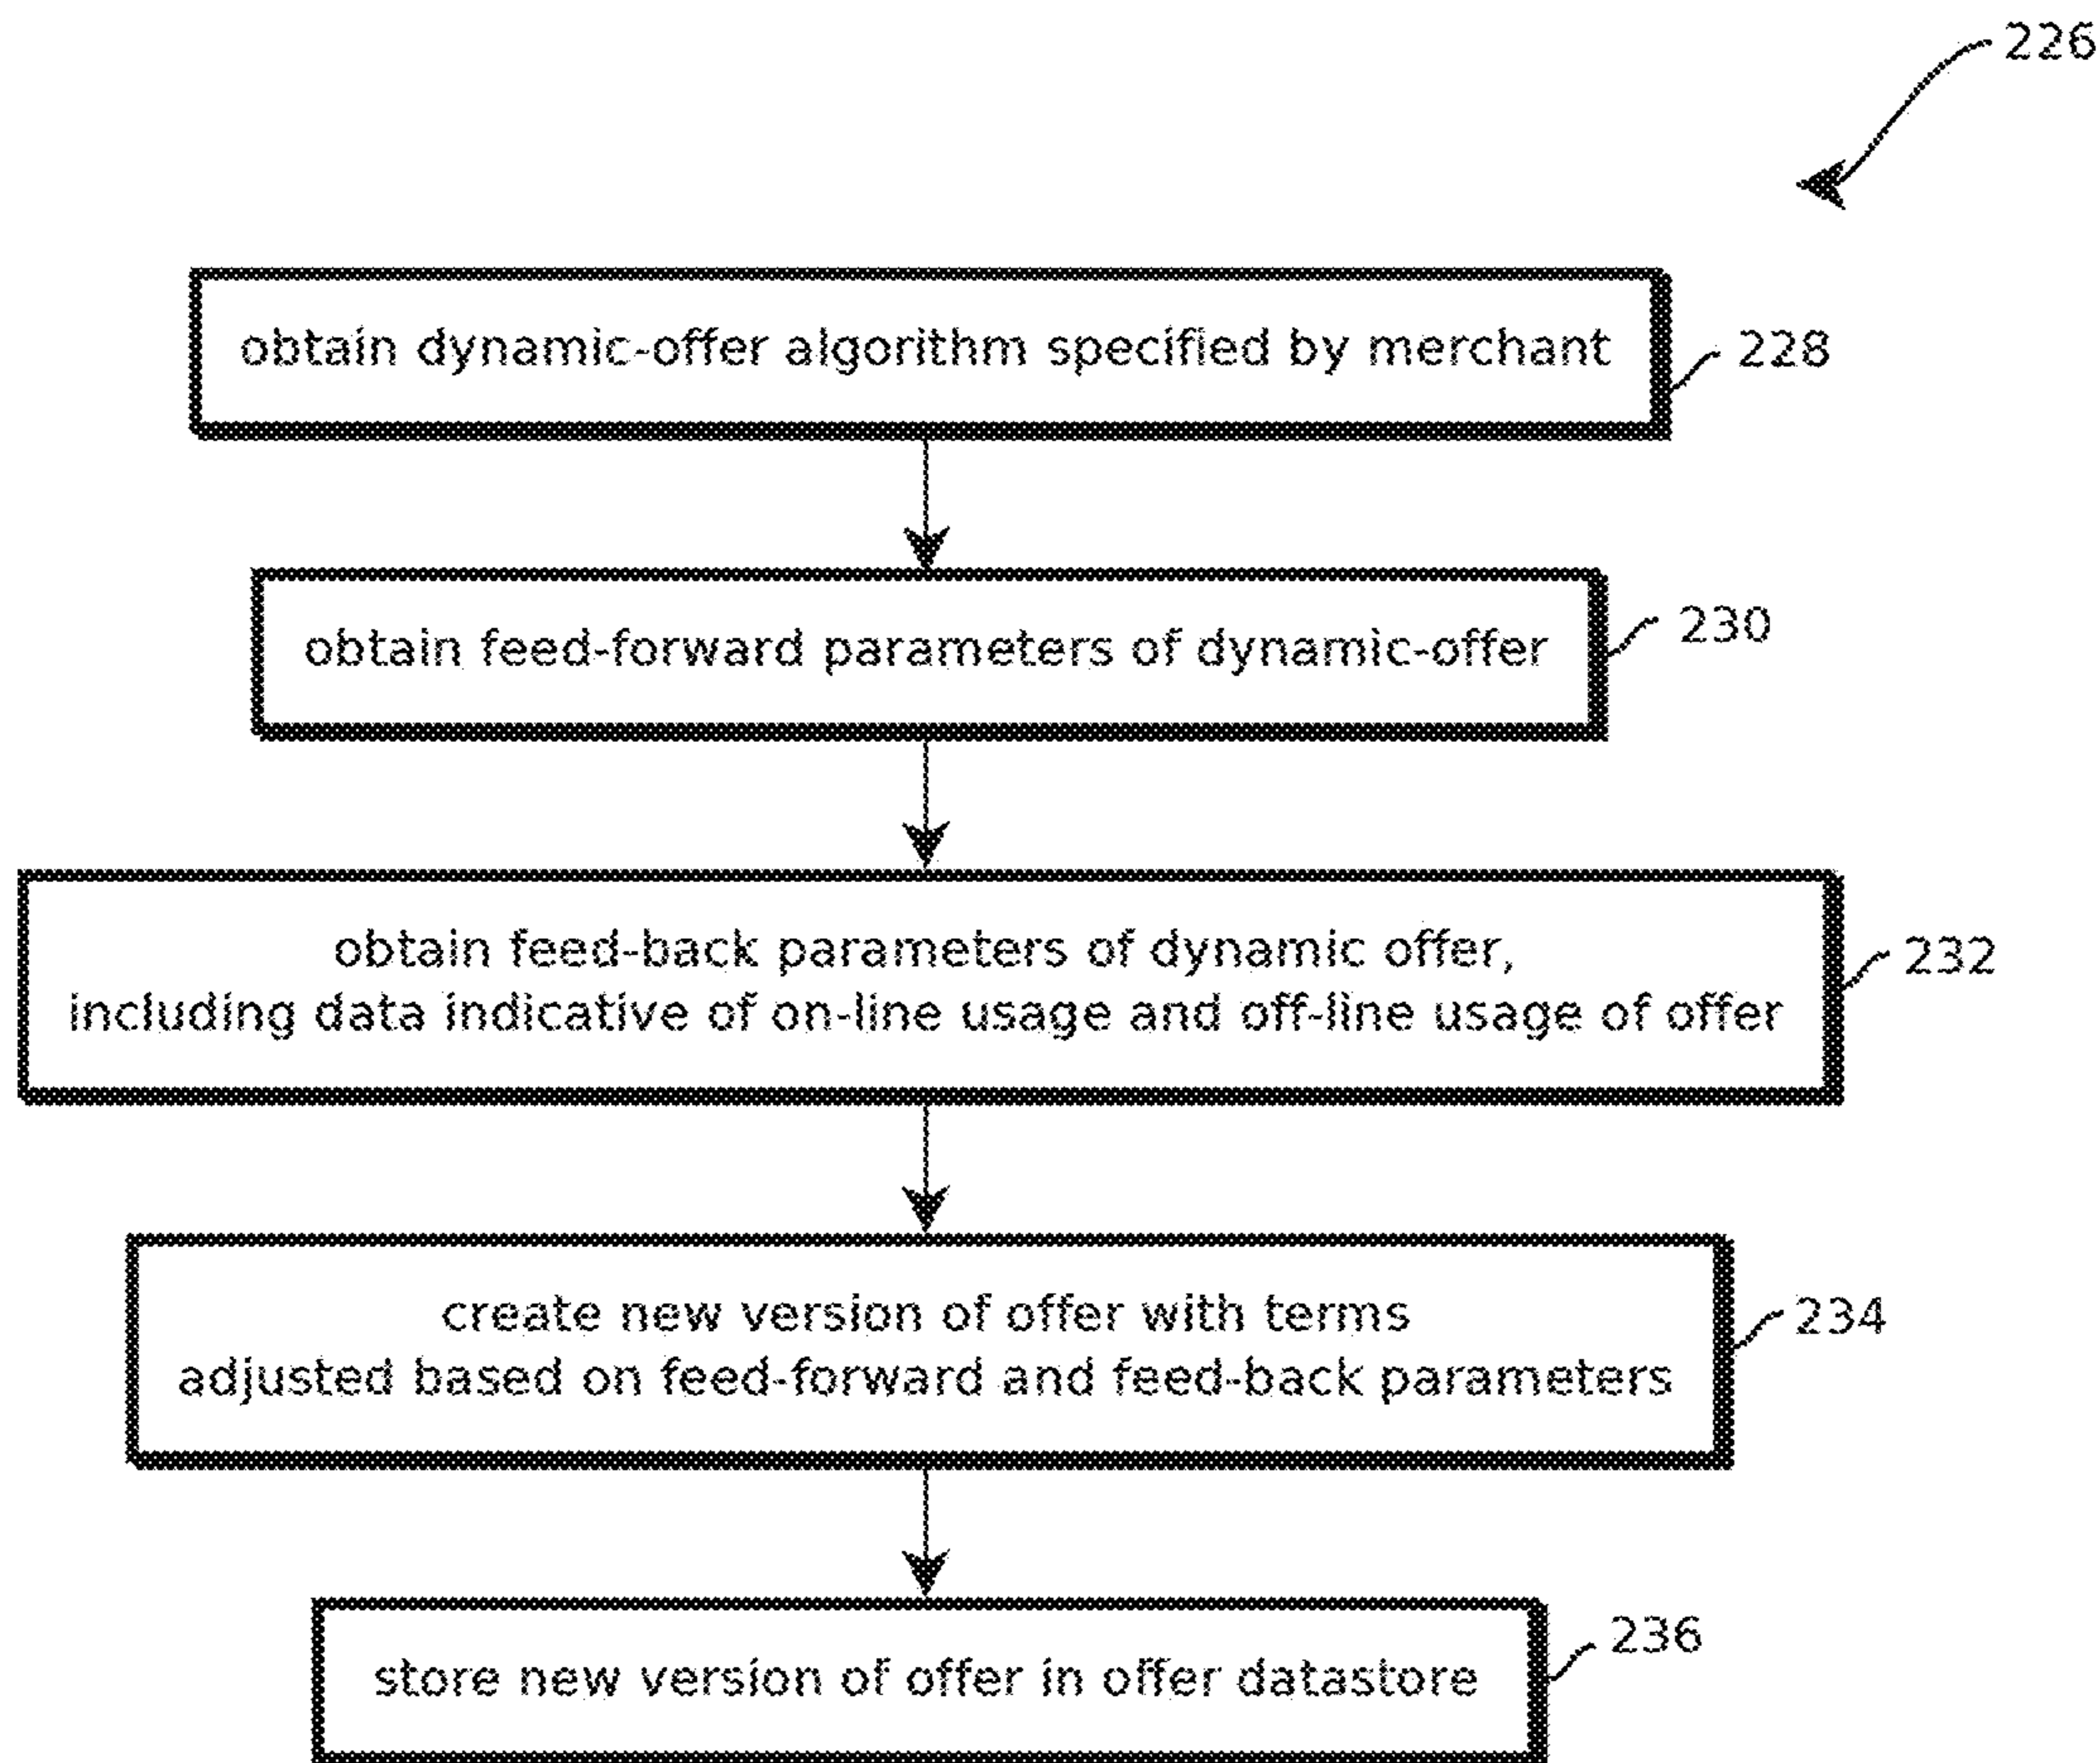 226
obtain dynamic-offer algorithm specified by merchant
228
obtain feed-forward parameters of dynamic-offer
230
obtain feed-back parameters of dynamic offer,
including data indicative of on-line usage and off-line usage of offer
232
create new version of offer with terms
adjusted based on feed-forward and feed-back parameters
234
store new version of offer in offer datastore
236